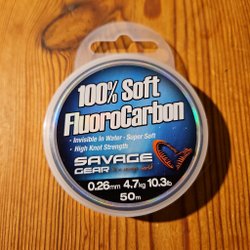 100% Soft
FluoroCarbon
• Invisible in Water • Super Soft
• High Knot Strength
SAVAGE
GEAR
0.26mm 4.7kg 10.3lb
50m